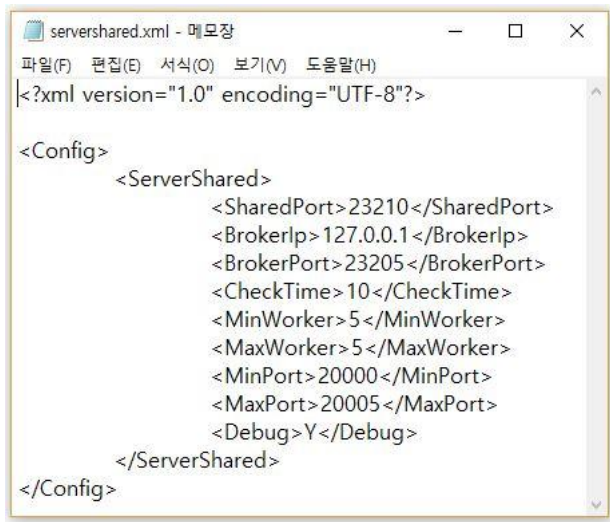 servershared.xml - 메모장
파일(F) 편집(E) 서식(O) 보기(V) 도움말(H)
<?xml version="1.0" encoding="UTF-8"?>
<Config>
<ServerShared>
<SharedPort>23210</SharedPort>
<BrokerIp>127.0.0.1</BrokerIp>
<BrokerPort>23205</BrokerPort>
<CheckTime>10</CheckTime>
<MinWorker>5</MinWorker>
<MaxWorker>5</MaxWorker>
<MinPort>20000</MinPort>
<MaxPort>20005</MaxPort>
<Debug>Y</Debug>
</ServerShared>
</Config>